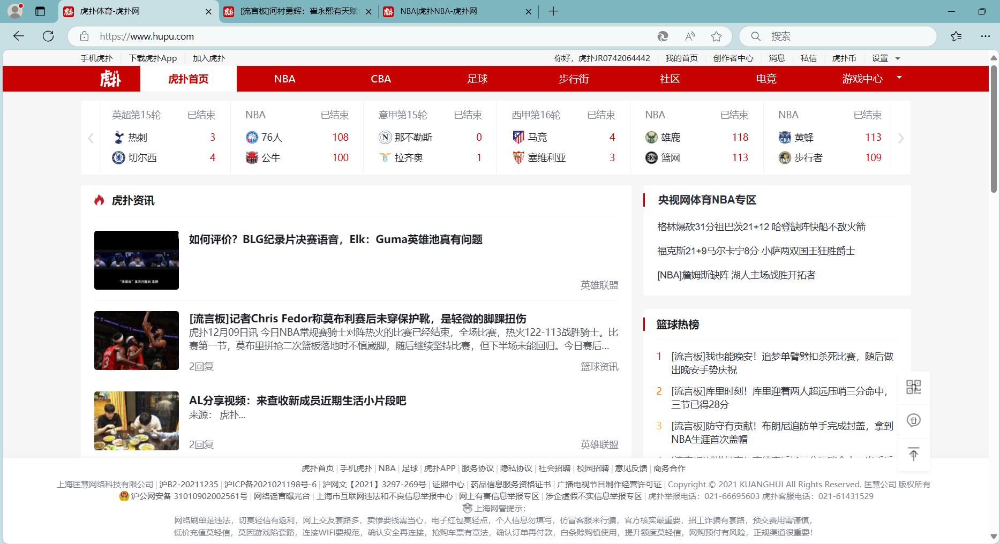 虎扑体育-虎扑网
[流言板]河村勇辉：崔永熙有天赋
NBA|虎扑NBA-虎扑网
https://www.hupu.com
搜索
手机虎扑 下载虎扑App 加入虎扑
你好，虎扑JR0742064442 我的首页 创作者中心 消息 私信 虎扑币 设置
虎扑 虎扑首页 NBA CBA 足球 步行街 社区 电竞 游戏中心
英超第15轮 已结束
热刺 3
切尔西 4
NBA 已结束
76人 108
公牛 100
意甲第15轮 已结束
那不勒斯 0
拉齐奥 1
西甲第16轮 已结束
马竞 4
塞维利亚 3
NBA 已结束
雄鹿 118
篮网 113
NBA 已结束
黄蜂 113
步行者 109
虎扑资讯
如何评价？BLG纪录片决赛语音，Elk：Guma英雄池真有问题
英雄联盟
[流言板]记者Chris Fedor称莫布利赛后未穿保护靴，是轻微的脚踝扭伤
虎扑12月09日讯 今日NBA常规赛骑士对阵热火的比赛已经结束，全场比赛，热火122-113战胜骑士。比
赛第一节，莫布里拼抢二次篮板落地时不慎崴脚，随后继续坚持比赛，但下半场未能回归。今日赛后...
2回复 篮球资讯
AL分享视频：来查收新成员近期生活小片段吧
来源： 虎扑...
2回复 英雄联盟
央视网体育NBA专区
格林爆砍31分祖巴茨21+12 哈登缺阵快船不敌火箭
福克斯21+9马尔卡宁8分 小萨两双国王狂胜爵士
[NBA]詹姆斯缺阵 湖人主场战胜开拓者
篮球热榜
1 [流言板]我也能晚安！追梦单臂劈扣杀死比赛，随后做
出晚安手势庆祝
2 [流言板]库里时刻！库里迎着两人超远压哨三分命中，
三节已得28分
3 [流言板]防守有贡献！布朗尼追防单手完成封盖，拿到
NBA生涯首次盖帽
虎扑首页 | 手机虎扑 | NBA | 足球 | 虎扑APP | 服务协议 | 隐私协议 | 社会招聘 | 校园招聘 | 意见反馈 | 商务合作
上海匡慧网络科技有限公司 | 沪B2-20211235 | 沪ICP备2021021198号-6 | 沪网文【2021】3297-269号 | 证照中心 | 药品信息服务资格证书 | 广播电视节目制作经营许可证 | Copyright © 2021 KUANGHUI All Rights Reserved. 匡慧公司 版权所有
沪公网安备 31010902002561号 | 网络谣言曝光台 | 上海市互联网违法和不良信息举报中心 | 网上有害信息举报专区 | 涉企虚假不实信息举报专区 | 虎扑举报电话：021-66695603 虎扑客服电话：021-61431529
上海网警提示：
网络刷单是违法，切莫轻信有返利，网上交友套路多，卖惨要钱需当心，电子红包莫轻点，个人信息勿填写，仿冒客服来行骗，官方核实最重要，招工诈骗有套路，预交费用需谨慎，
低价充值莫轻信，莫因游戏陷套路，连接WIFI要规范，确认安全再连接，抢购车票有章法，确认订单再付款，白条赊购慎使用，提升额度莫轻信，网购预付有风险，正规渠道很重要！